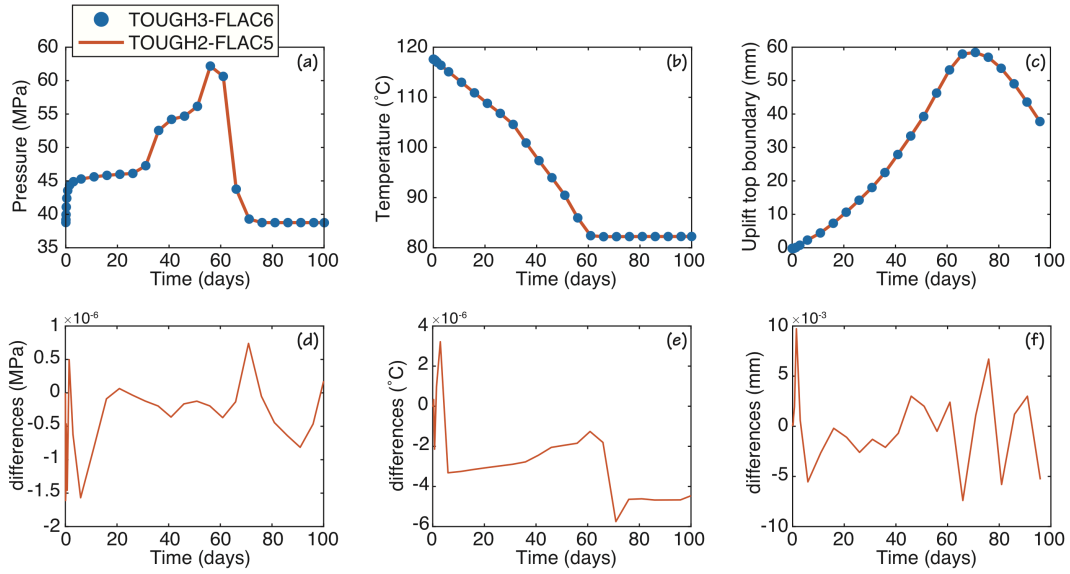 TOUGH3-FLAC6
TOUGH2-FLAC5
(a)
Pressure (MPa)
60
60
55
50
45
40
35
0 20 40 60 80 100
Time (days)
(b)
Temperature (°C)
120
110
100
90
80
0 20 40 60 80 100
Time (days)
(c)
Uplift top boundary (mm)
60
50
40
30
20
10
0
0 20 40 60 80 100
Time (days)
(d)
×10⁻⁶
differences (MPa)
1
0.5
0
-0.5
-1
-1.5
-2
0 20 40 60 80 100
Time (days)
(e)
×10⁻⁶
differences (°C)
4
2
0
-2
-4
-6
0 20 40 60 80 100
Time (days)
(f)
×10⁻³
differences (mm)
10
5
0
-5
-10
0 20 40 60 80 100
Time (days)